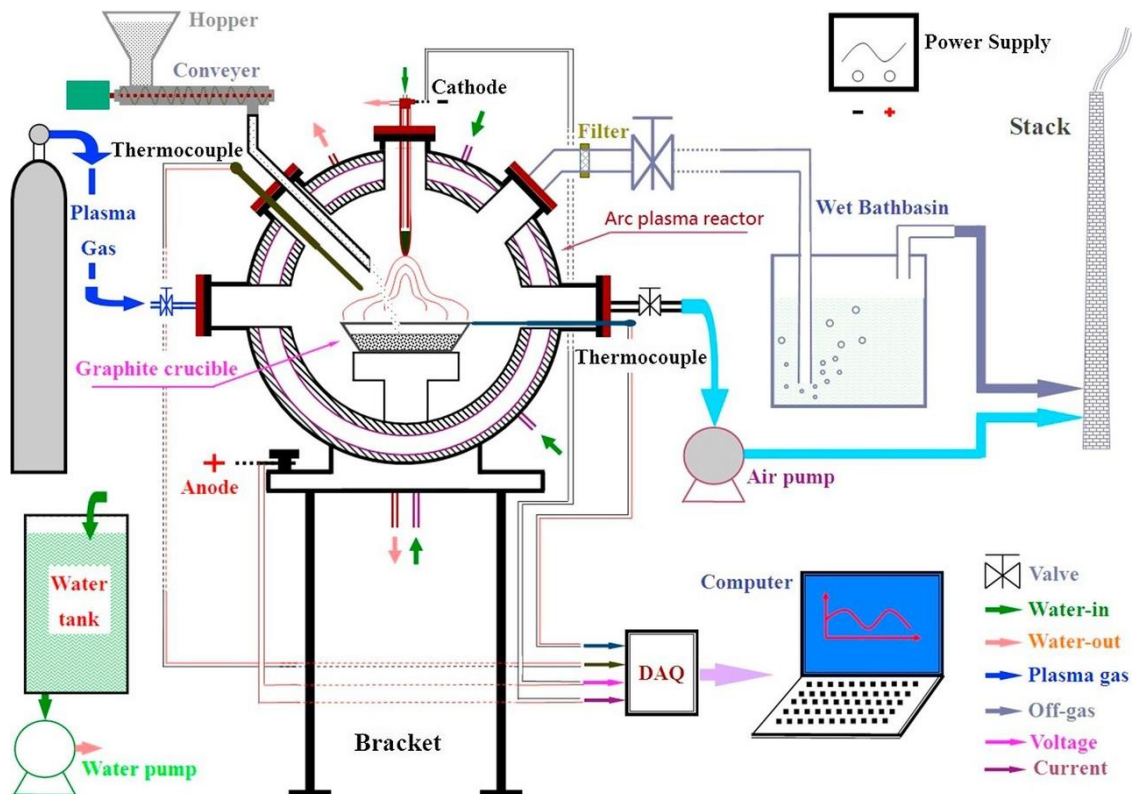 Hopper
Conveyer
Cathode
-
Power Supply
- +
Stack
Thermocouple
Filter
Plasma
Gas
Arc plasma reactor
Wet Bathbasin
Thermocouple
Graphite crucible
Air pump
+
Anode
Water
tank
Water pump
Bracket
DAQ
Computer
Valve
Water-in
Water-out
Plasma gas
Off-gas
Voltage
Current